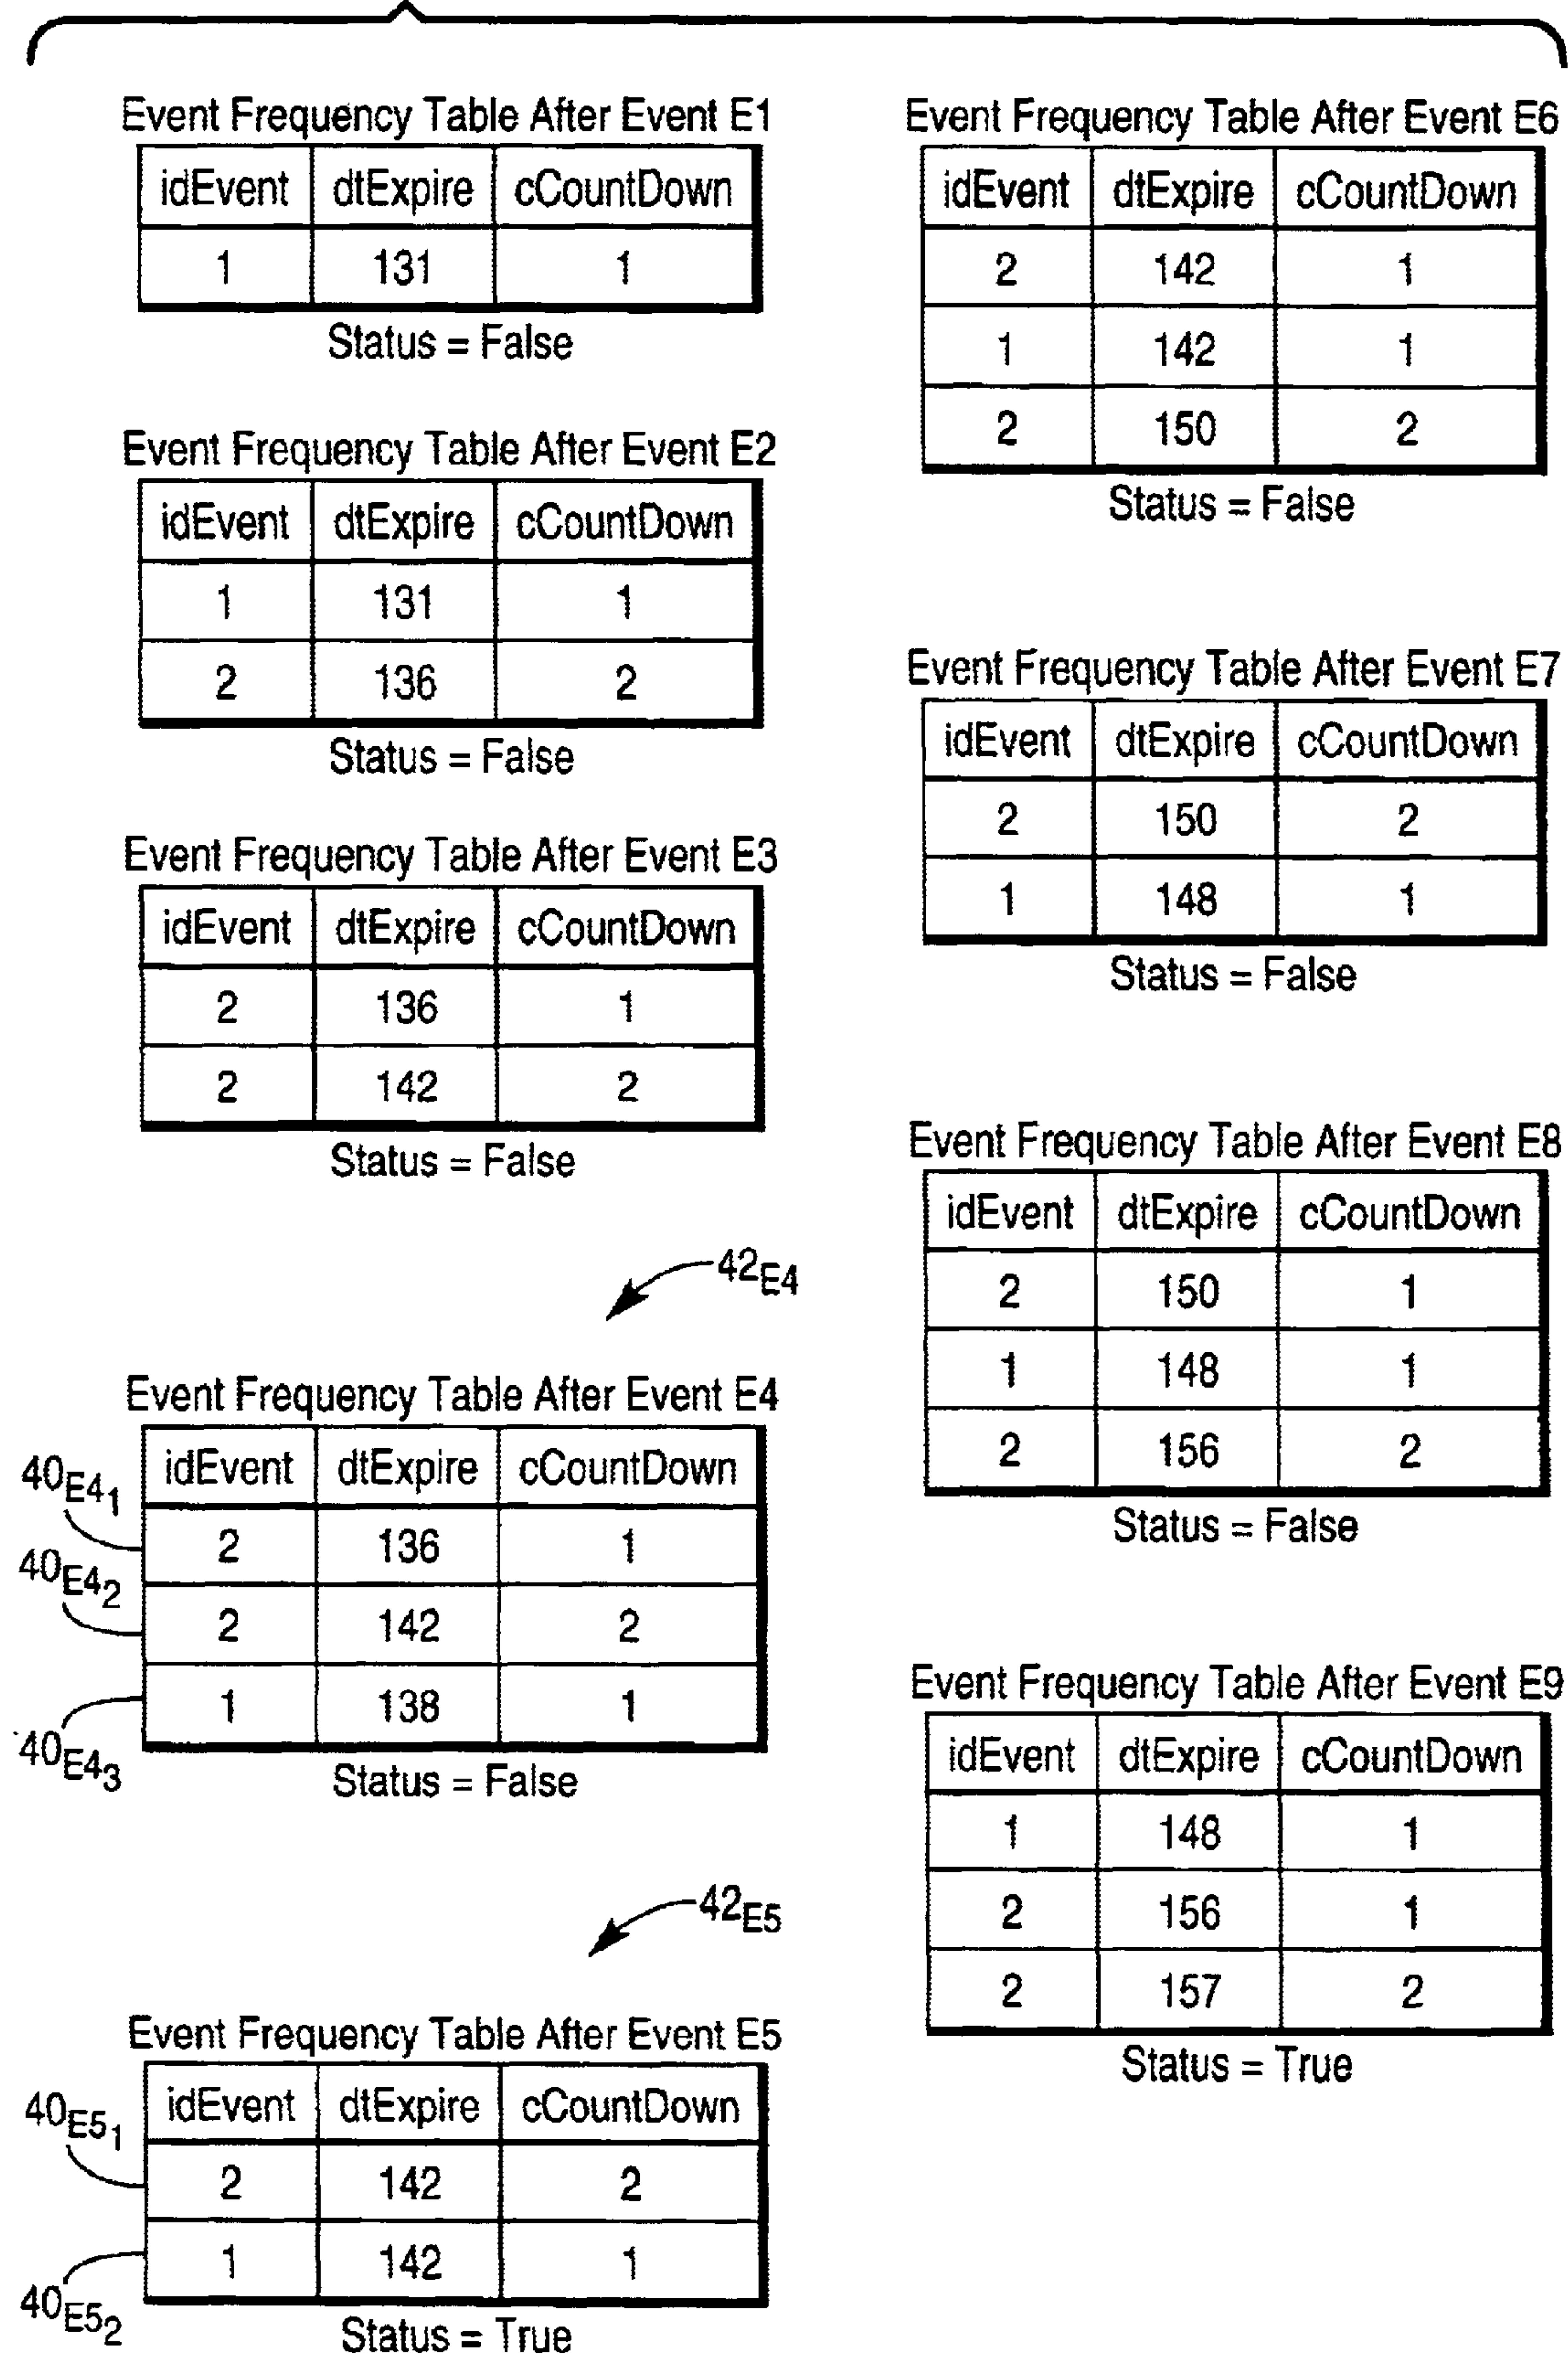 Event Frequency Table After Event E1
idEvent dtExpire cCountDown
1 131 1
Status = False
Event Frequency Table After Event E2
idEvent dtExpire cCountDown
1 131 1
2 136 2
Status = False
Event Frequency Table After Event E3
idEvent dtExpire cCountDown
2 136 1
2 142 2
Status = False
42E4
Event Frequency Table After Event E4
idEvent dtExpire cCountDown
40E41
2 136 1
40E42
2 142 2
1 138 1
40E43
Status = False
42E5
Event Frequency Table After Event E5
idEvent dtExpire cCountDown
40E51
2 142 2
1 142 1
40E52
Status = True
Event Frequency Table After Event E6
idEvent dtExpire cCountDown
2 142 1
1 142 1
2 150 2
Status = False
Event Frequency Table After Event E7
idEvent dtExpire cCountDown
2 150 2
1 148 1
Status = False
Event Frequency Table After Event E8
idEvent dtExpire cCountDown
2 150 1
1 148 1
2 156 2
Status = False
Event Frequency Table After Event E9
idEvent dtExpire cCountDown
1 148 1
2 156 1
2 157 2
Status = True